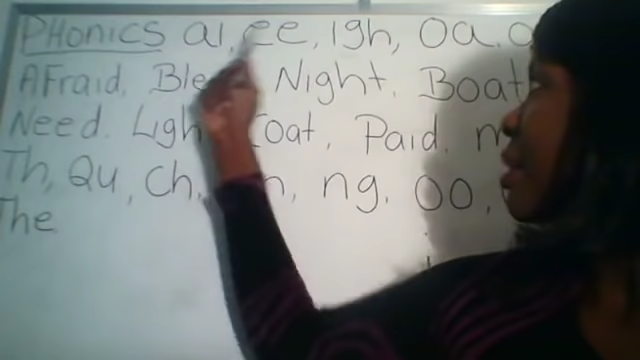 PHonics ai, ee, igh, oa.
AFraid. Night. Boat
Need. Coat, Paid.
Th, Qu, Ch, ng. OO,
The